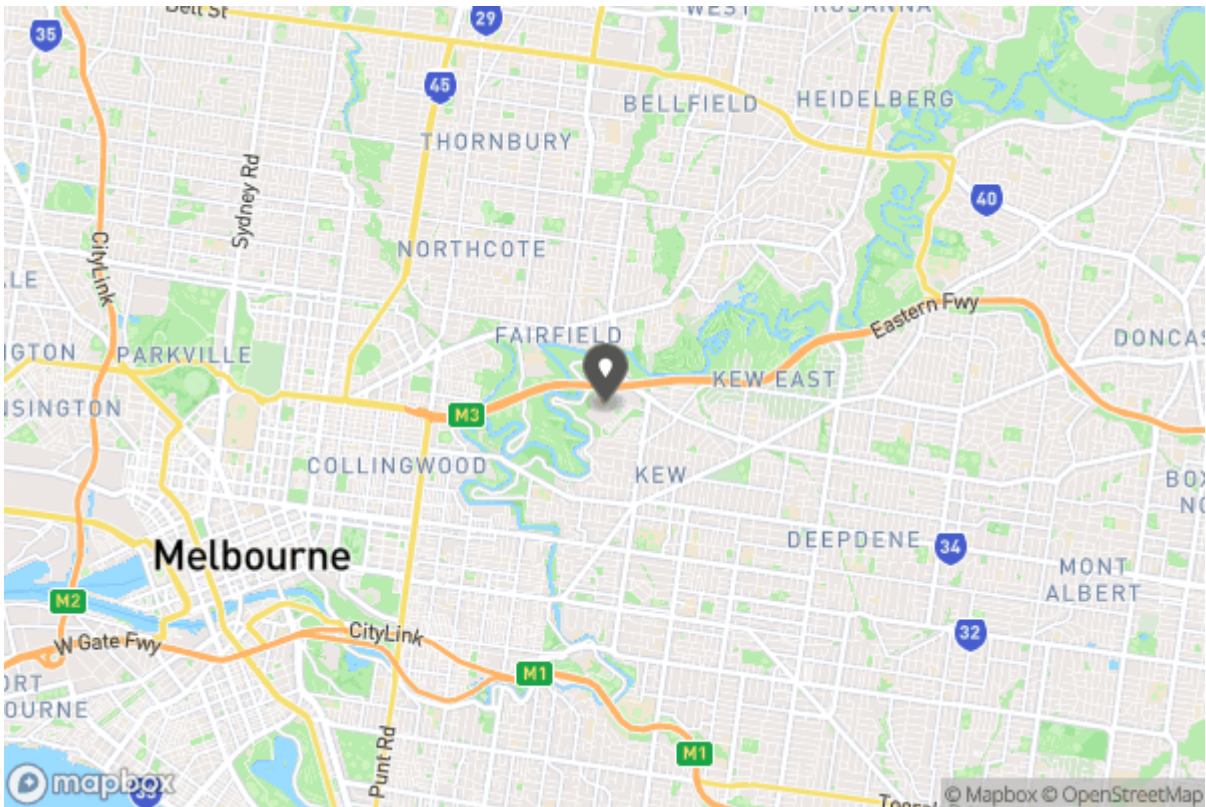 Bell St
WEST
ROSANNA
35
29
45
BELLFIELD
HEIDELBERG
THORNBURY
Sydney Rd
40
CityLink
NORTHCOTE
Eastern Fwy
FAIRFIELD
PARKVILLE
KEW EAST
M3
COLLINGWOOD
KEW
DEEPDENE
34
Melbourne
MONT
ALBERT
M2
CityLink
32
W Gate Fwy
M1
Punt Rd
M1
mapbox
© Mapbox © OpenStreetMap